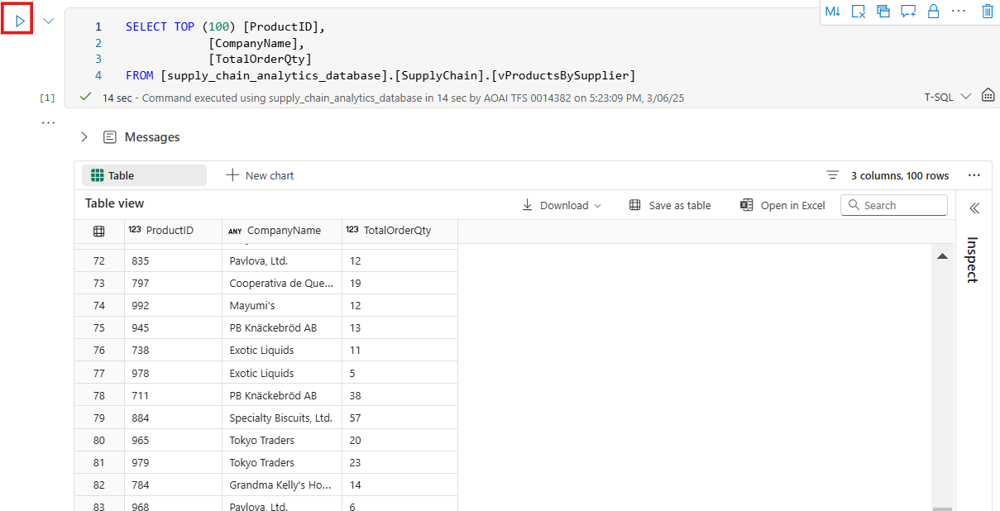 M↓
1 SELECT TOP (100) [ProductID],
2 [CompanyName],
3 [TotalOrderQty]
4 FROM [supply_chain_analytics_database].[SupplyChain].[vProductsBySupplier]
[1] 14 sec - Command executed using supply_chain_analytics_database in 14 sec by AOAI TFS 0014382 on 5:23:09 PM, 3/06/25 T-SQL
Messages
Table New chart 3 columns, 100 rows
Table view Download Save as table Open in Excel Search
123 ProductID ANY CompanyName 123 TotalOrderQty
Inspect
72 835 Pavlova, Ltd. 12
73 797 Cooperativa de Que... 19
74 992 Mayumi's 12
75 945 PB Knäckebröd AB 13
76 738 Exotic Liquids 11
77 978 Exotic Liquids 5
78 711 PB Knäckebröd AB 38
79 884 Specialty Biscuits, Ltd. 57
80 965 Tokyo Traders 20
81 979 Tokyo Traders 23
82 784 Grandma Kelly's Ho... 14
83 968 Pavlova, Ltd. 6